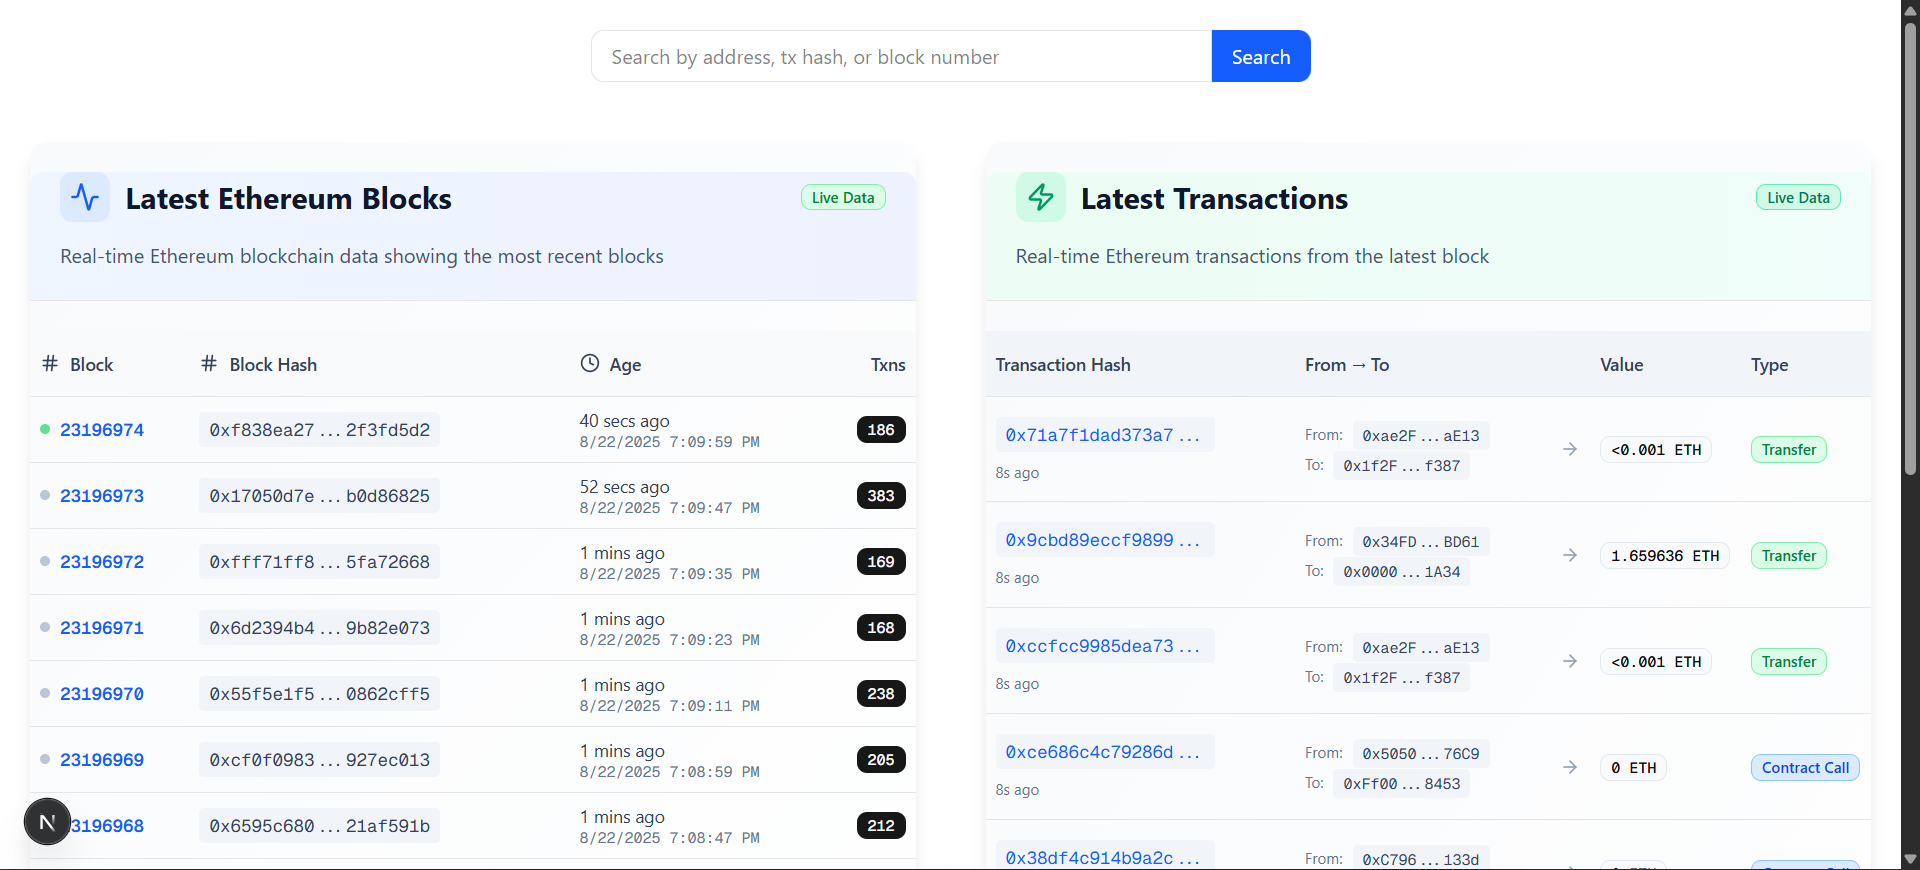 Search by address, tx hash, or block number
Search
Latest Ethereum Blocks
Live Data
Real-time Ethereum blockchain data showing the most recent blocks
# Block
# Block Hash
Age
Txns
23196974 0xf838ea27...2f3fd5d2 40 secs ago 186
8/22/2025 7:09:59 PM
23196973 0x17050d7e...b0d86825 52 secs ago 383
8/22/2025 7:09:47 PM
23196972 0xfff71ff8...5fa72668 1 mins ago 169
8/22/2025 7:09:35 PM
23196971 0x6d2394b4...9b82e073 1 mins ago 168
8/22/2025 7:09:23 PM
23196970 0x55f5e1f5...0862cff5 1 mins ago 238
8/22/2025 7:09:11 PM
23196969 0xcf0f0983...927ec013 1 mins ago 205
8/22/2025 7:08:59 PM
3196968 0x6595c680...21af591b 1 mins ago 212
8/22/2025 7:08:47 PM
N
Latest Transactions
Live Data
Real-time Ethereum transactions from the latest block
Transaction Hash
From → To
Value
Type
0x71a7f1dad373a7...
8s ago
From: 0xae2F...aE13
To: 0x1f2F...f387
→
<0.001 ETH
Transfer
0x9cbd89eccf9899...
8s ago
From: 0x34FD...BD61
To: 0x0000...1A34
→
1.659636 ETH
Transfer
0xccfcc9985dea73...
8s ago
From: 0xae2F...aE13
To: 0x1f2F...f387
→
<0.001 ETH
Transfer
0xce686c4c79286d...
8s ago
From: 0x5050...76C9
To: 0xFf00...8453
→
0 ETH
Contract Call
0x38df4c914b9a2c...
From: 0xC796...133d